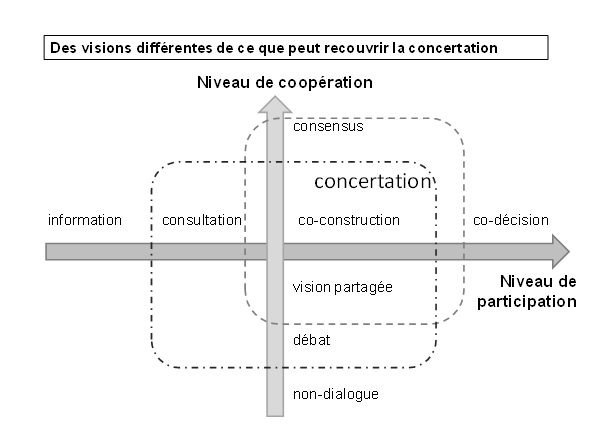 Des visions différentes de ce que peut recouvrir la concertation
Niveau de coopération
consensus
concertation
information
consultation
co-construction
co-décision
Niveau de
participation
vision partagée
débat
non-dialogue